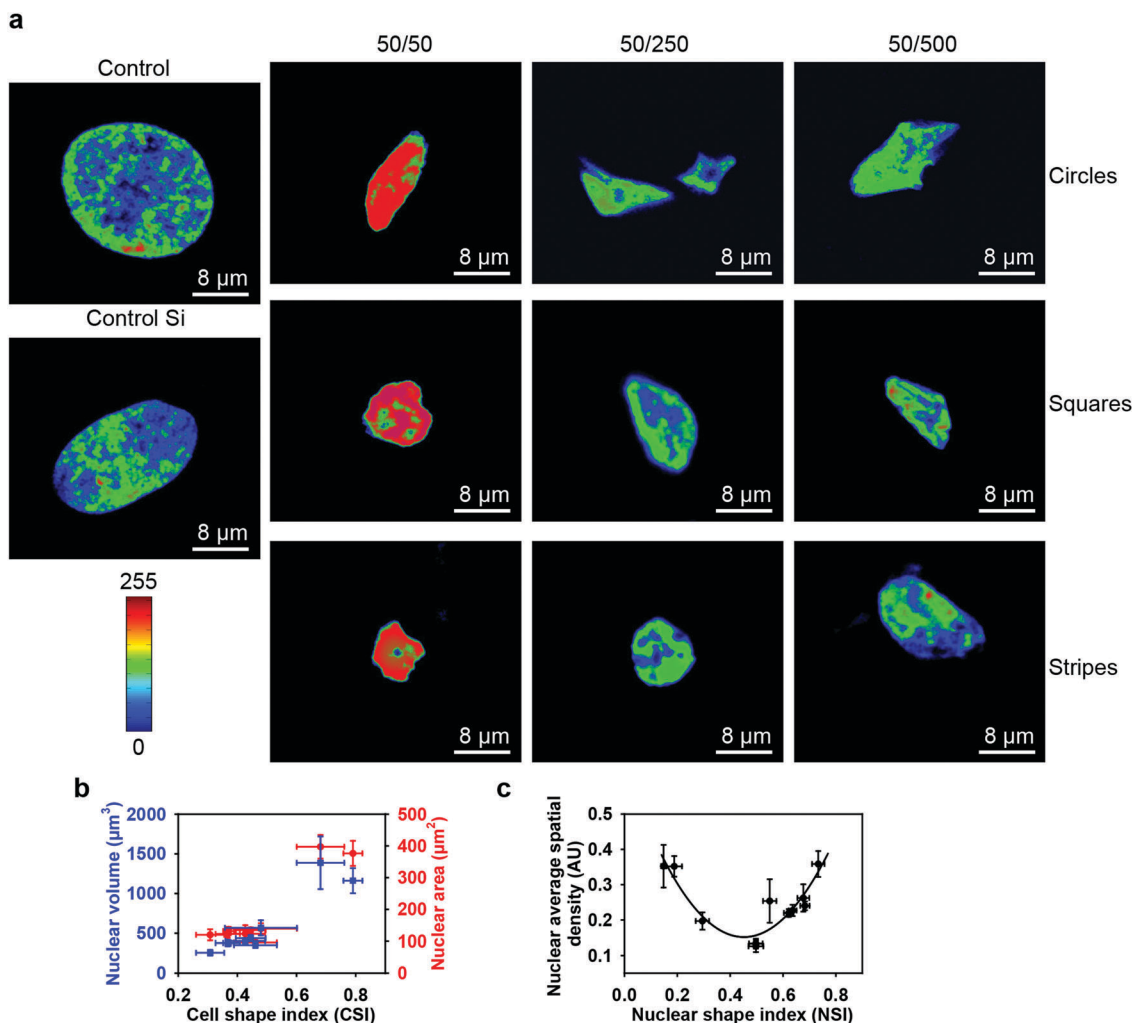 a
50/50 50/250 50/500
Control
8 µm
8 µm
8 µm
8 µm
Circles
Control Si
8 µm
8 µm
8 µm
8 µm
Squares
255
0
8 µm
8 µm
8 µm
Stripes
b
Nuclear volume (µm³)
2000
1500
1000
500
0
0.2 0.4 0.6 0.8
Cell shape index (CSI)
500
400
300
200
100
0
Nuclear area (µm²)
c
Nuclear average spatial
density (AU)
0.5
0.4
0.3
0.2
0.1
0.0 0.2 0.4 0.6 0.8 1.0
Nuclear shape index (NSI)